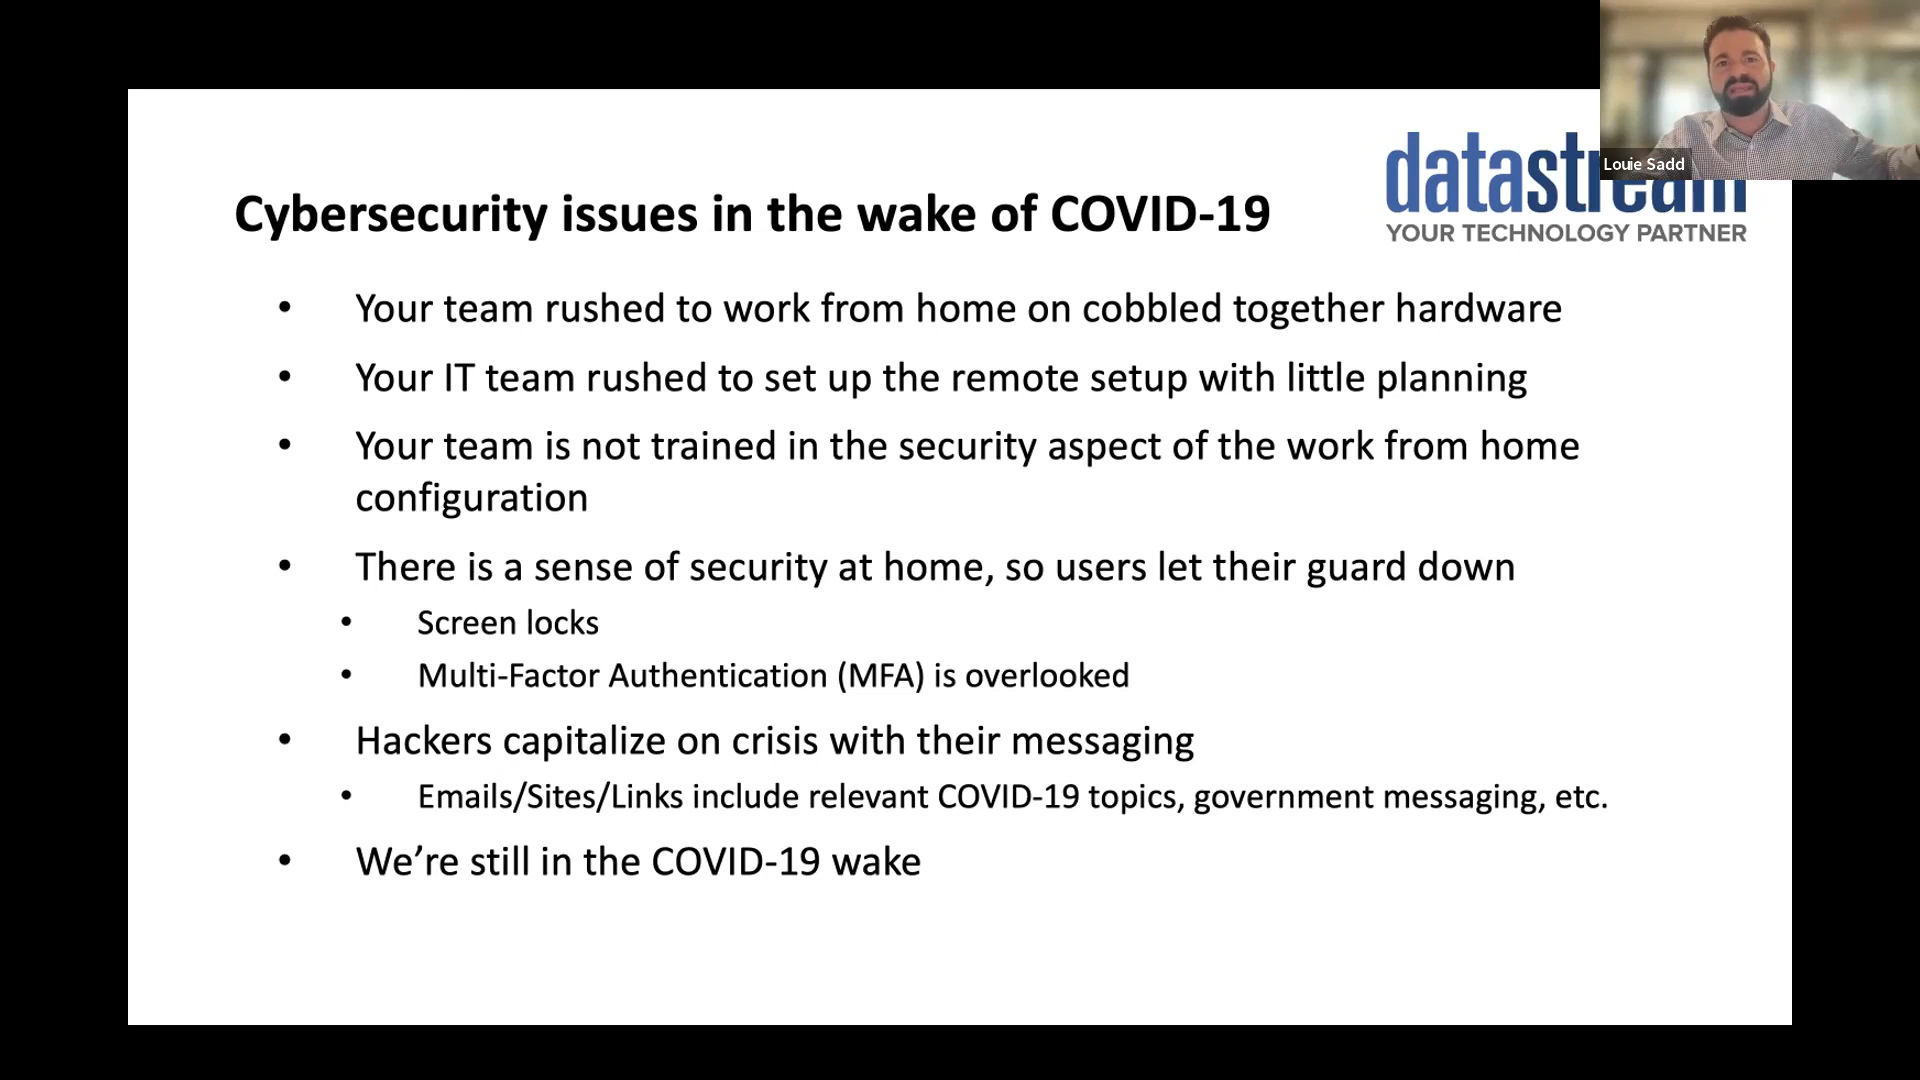 Louie Sadd
datastream
YOUR TECHNOLOGY PARTNER
Cybersecurity issues in the wake of COVID-19
• Your team rushed to work from home on cobbled together hardware
• Your IT team rushed to set up the remote setup with little planning
• Your team is not trained in the security aspect of the work from home
configuration
• There is a sense of security at home, so users let their guard down
• Screen locks
• Multi-Factor Authentication (MFA) is overlooked
• Hackers capitalize on crisis with their messaging
• Emails/Sites/Links include relevant COVID-19 topics, government messaging, etc.
• We’re still in the COVID-19 wake